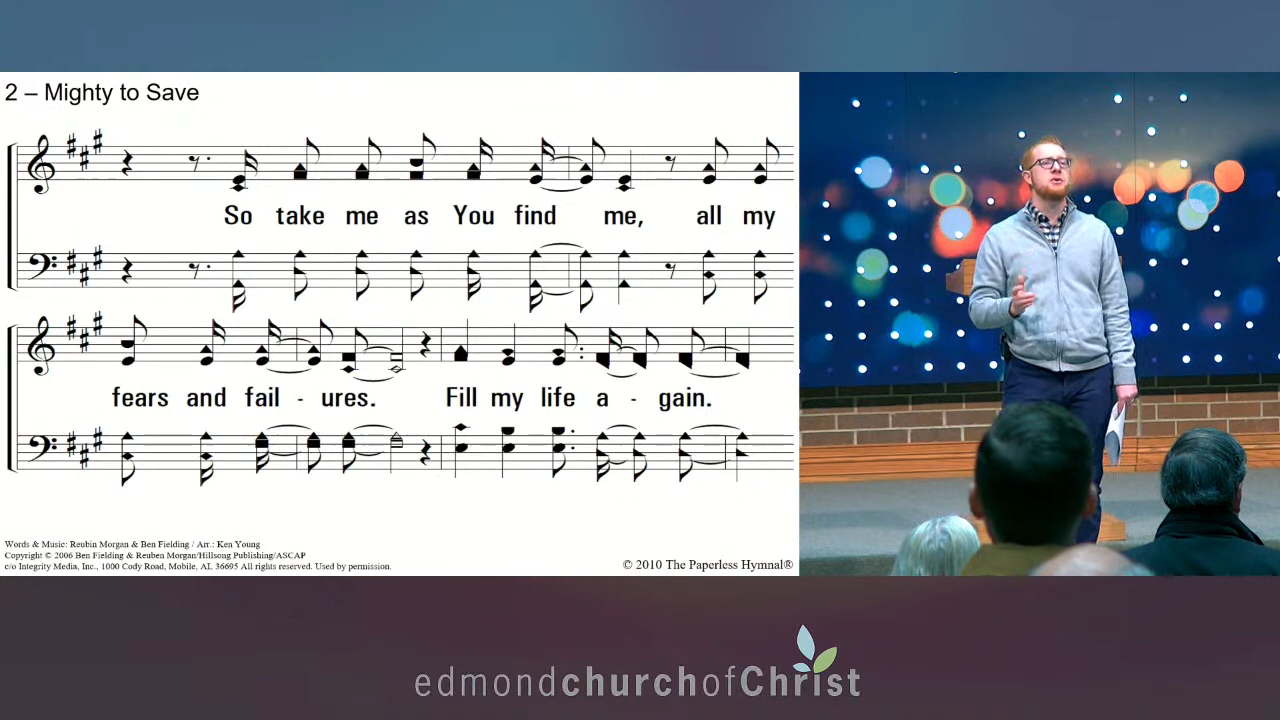 2 – Mighty to Save
So take me as You find me, all my
fears and fail - ures. Fill my life a - gain.
Words & Music: Reubin Morgan & Ben Fielding / Arr.: Ken Young
Copyright © 2006 Ben Fielding & Reuben Morgan/Hillsong Publishing/ASCAP
c/o Integrity Media, Inc., 1000 Cody Road, Mobile, AL 36695 All rights reserved. Used by permission.
© 2010 The Paperless Hymnal®
edmondchurchofChrist